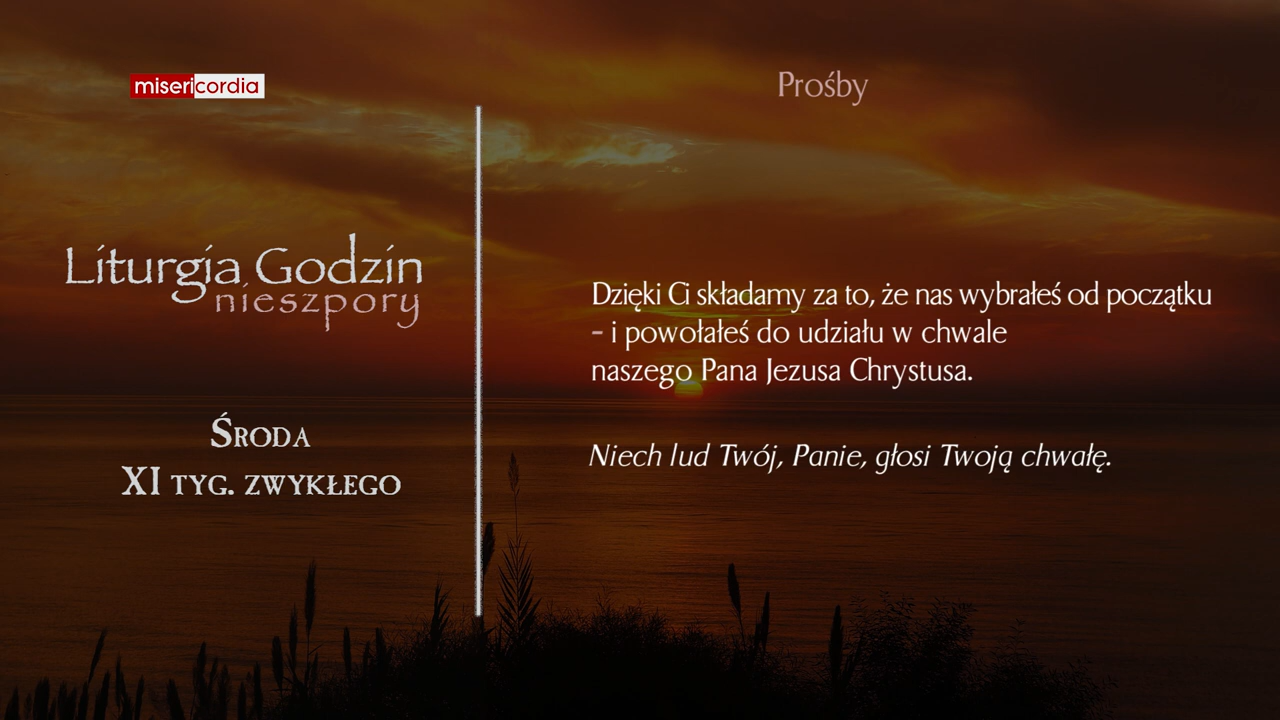 misericordia
Prośby
Liturgia Godzin
nieszpory
Środa
XI tyg. zwykłego
Dzięki Ci składamy za to, że nas wybrałeś od początku
– i powołałeś do udziału w chwale
naszego Pana Jezusa Chrystusa.
Niech lud Twój, Panie, głosi Twoją chwałę.